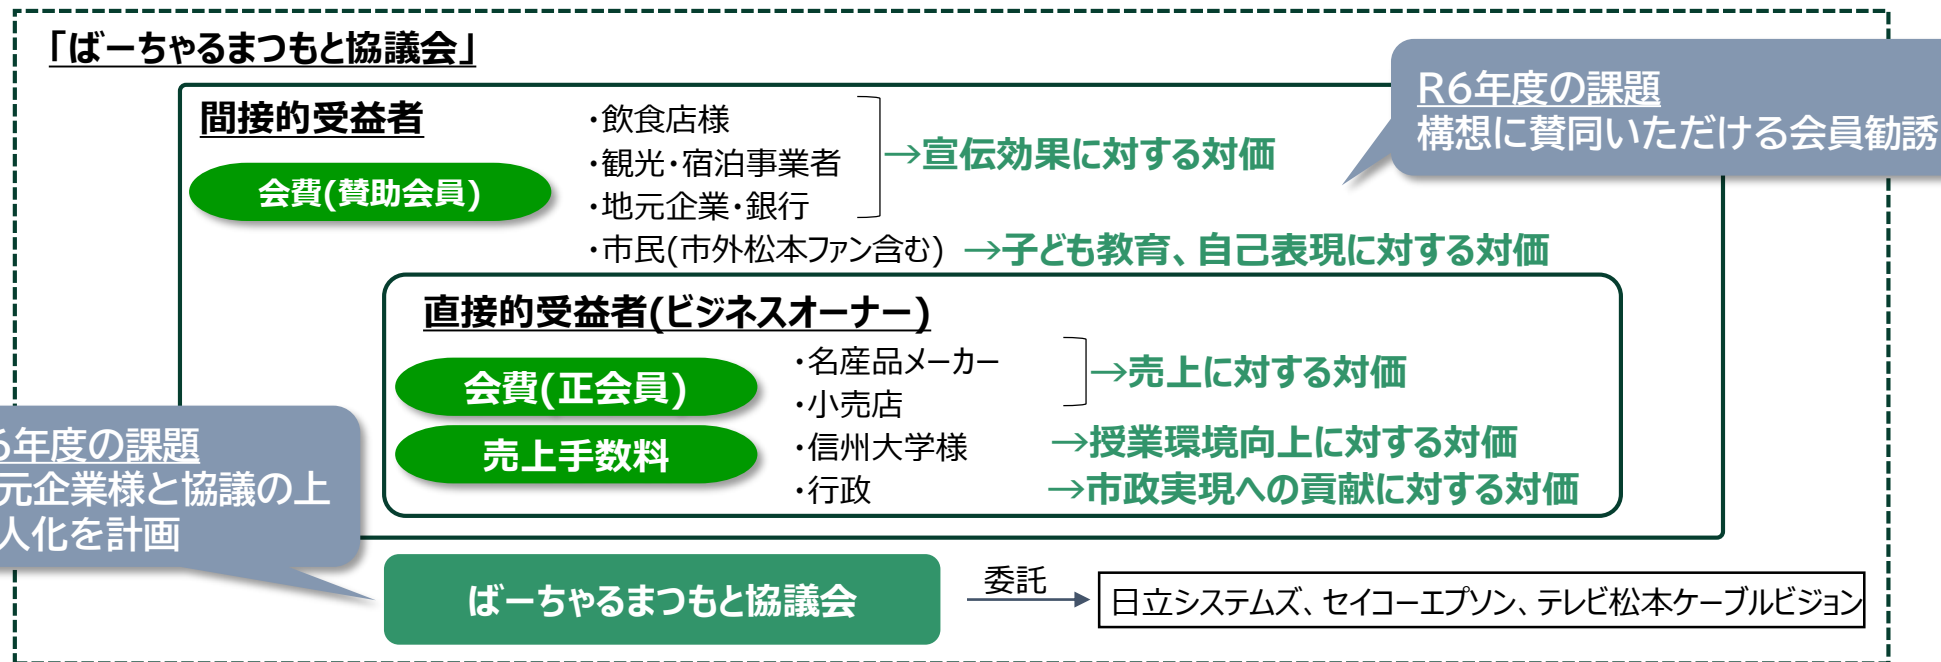 「ばーちゃるまつもと協議会」
R6年度の課題
構想に賛同いただける会員勧誘
間接的受益者
会費(賛助会員)
・飲食店様
・観光・宿泊事業者
・地元企業・銀行
→宣伝効果に対する対価
・市民(市外松本ファン含む) →子ども教育、自己表現に対する対価
直接的受益者(ビジネスオーナー)
会費(正会員)
売上手数料
・名産品メーカー
・小売店
→売上に対する対価
・信州大学様 →授業環境向上に対する対価
・行政 →市政実現への貢献に対する対価
6年度の課題
元企業様と協議の上
人化を計画
ばーちゃるまつもと協議会
委託
日立システムズ、セイコーエプソン、テレビ松本ケーブルビジョン